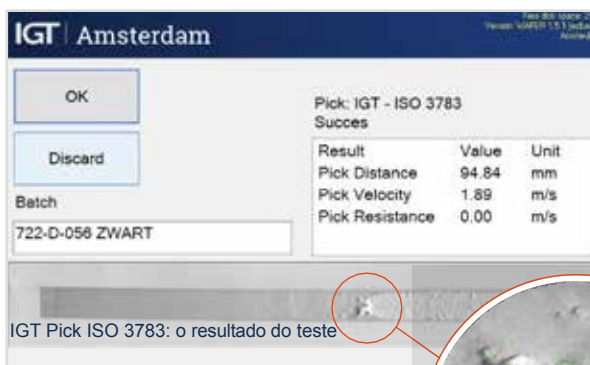 IGT Amsterdam
OK
Discard
Batch
722-D-056 ZWART
Pick: IGT - ISO 3783
Succes
Result Value Unit
Pick Distance 94.84 mm
Pick Velocity 1.89 m/s
Pick Resistance 0.00 m/s
IGT Pick ISO 3783: o resultado do teste